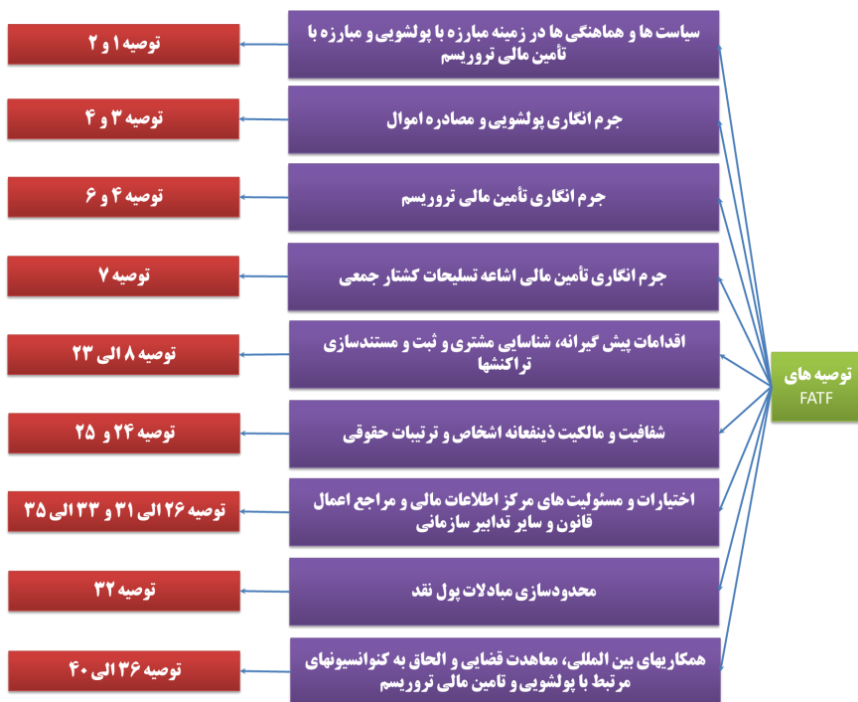 توصیه های
FATF
سیاست ها و هماهنگی ها در زمینه مبارزه با پولشویی و مبارزه با
تأمین مالی تروریسم
توصیه ۱ و ۲
جرم انگاری پولشویی و مصادره اموال
توصیه ۳ و ۴
جرم انگاری تأمین مالی تروریسم
توصیه ۴ و ۶
جرم انگاری تأمین مالی اشاعه تسلیحات کشتار جمعی
توصیه ۷
اقدامات پیش گیرانه، شناسایی مشتری و ثبت و مستندسازی
تراکنشها
توصیه ۸ الی ۲۳
شفافیت و مالکیت ذینفعانه اشخاص و ترتیبات حقوقی
توصیه ۲۴ و ۲۵
اختیارات و مسئولیت های مرکز اطلاعات مالی و مراجع اعمال
قانون و سایر تدابیر سازمانی
توصیه ۲۶ الی ۳۱ و ۳۳ الی ۳۵
محدودسازی مبادلات پول نقد
توصیه ۳۲
همکاریهای بین المللی، معاهدت قضایی و الحاق به کنوانسیونهای
مرتبط با پولشویی و تامین مالی تروریسم
توصیه ۳۶ الی ۴۰